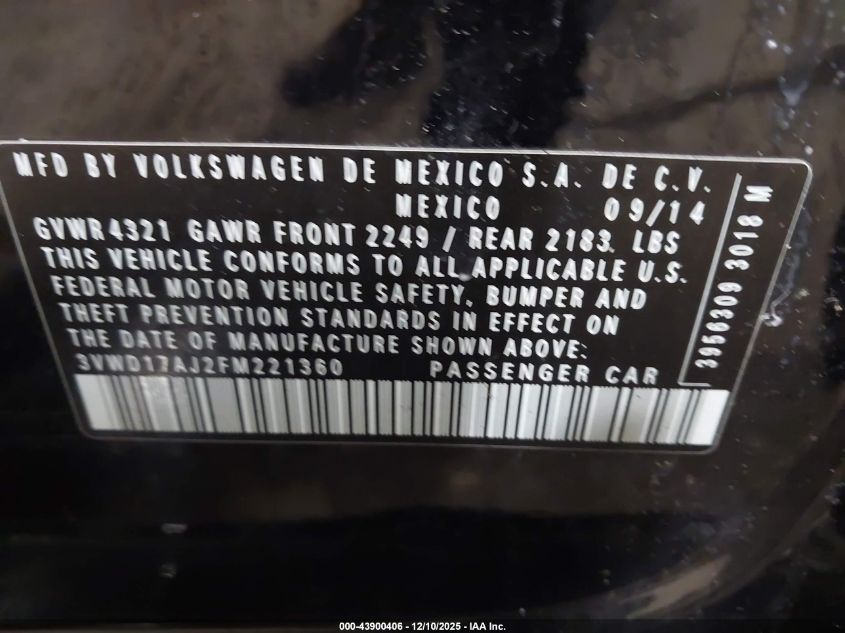 MFD BY VOLKSWAGEN DE MEXICO S.A. DE C.V.
MEXICO 09/14
GVWR 4321 GAWR FRONT 2249 / REAR 2183. LBS
THIS VEHICLE CONFORMS TO ALL APPLICABLE U.S.
FEDERAL MOTOR VEHICLE SAFETY, BUMPER AND
THEFT PREVENTION STANDARDS IN EFFECT ON
THE DATE OF MANUFACTURE SHOWN ABOVE:
3VWD17AJ2FM221360 PASSENGER CAR
3956309 3018 M
000-43900406 - 12/10/2025 - IAA Inc.